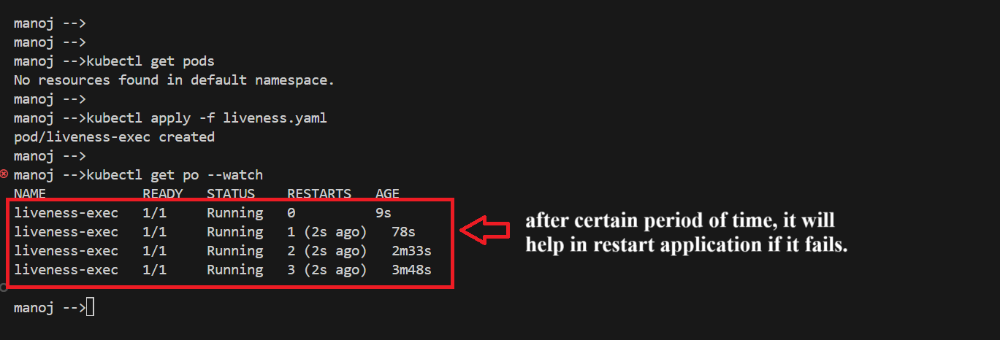 manoj -->
manoj -->
manoj -->kubectl get pods
No resources found in default namespace.
manoj -->
manoj -->kubectl apply -f liveness.yaml
pod/liveness-exec created
manoj -->
manoj -->kubectl get po --watch
NAME            READY   STATUS    RESTARTS   AGE
liveness-exec   1/1     Running   0          9s
liveness-exec   1/1     Running   1 (2s ago)   78s
liveness-exec   1/1     Running   2 (2s ago)   2m33s
liveness-exec   1/1     Running   3 (2s ago)   3m48s
after certain period of time, it will
help in restart application if it fails.
manoj -->